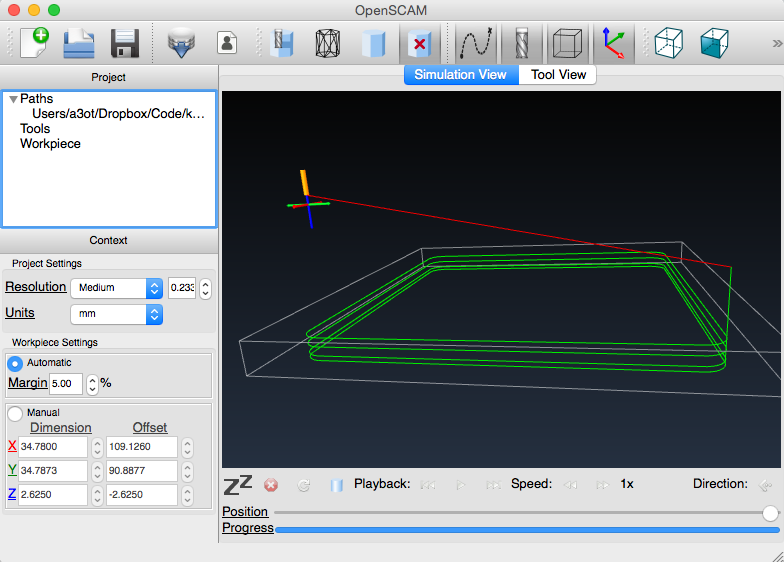 OpenSCAM
Project
Simulation View Tool View
Paths
Users/a3ot/Dropbox/Code/k...
Tools
Workpiece
Context
Project Settings
Resolution Medium 0.233
Units mm
Workpiece Settings
Automatic
Margin 5.00 %
Manual
Dimension Offset
X 34.7800 109.1260
Y 34.7873 90.8877
Z 2.6250 -2.6250
ZZ Playback: Speed: 1x Direction:
Position
Progress